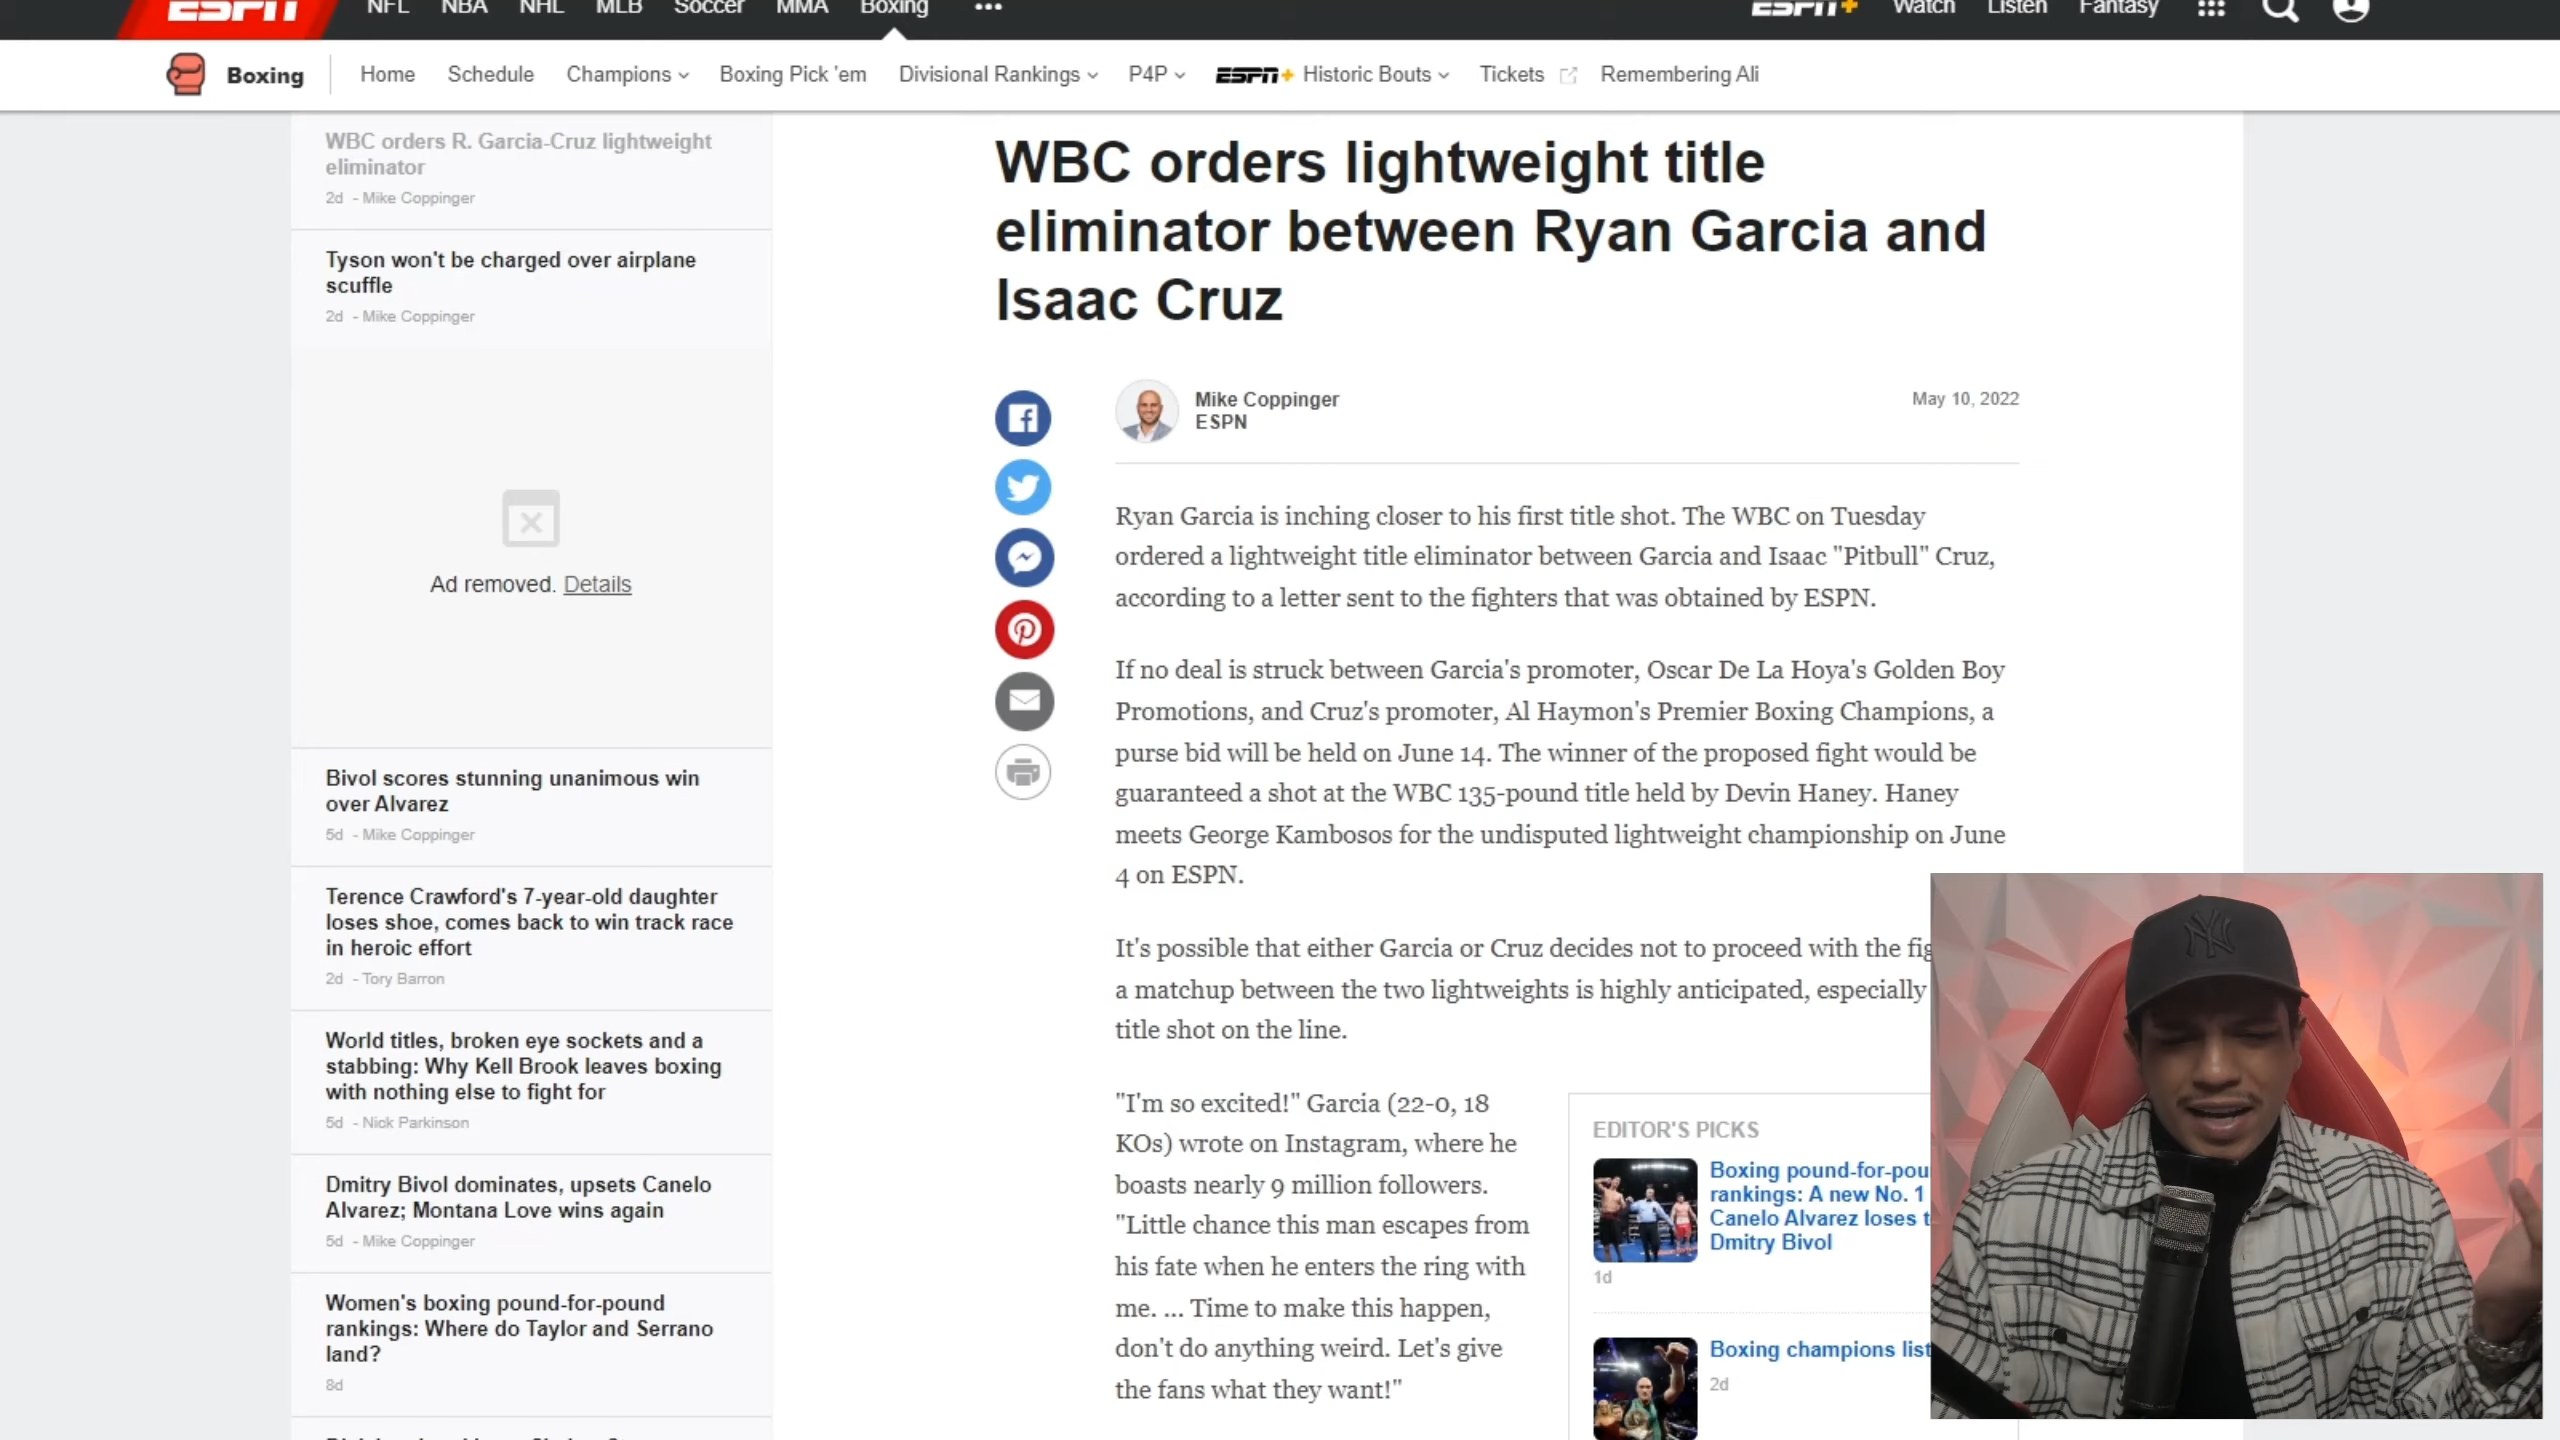 ESPN
NFL NBA NHL MLB Soccer MMA Boxing ...
ESPN+ Watch Listen Fantasy
Boxing Home Schedule Champions Boxing Pick 'em Divisional Rankings P4P ESPN+ Historic Bouts Tickets Remembering Ali
WBC orders R. Garcia-Cruz lightweight
eliminator
2d - Mike Coppinger
Tyson won't be charged over airplane
scuffle
2d - Mike Coppinger
Ad removed. Details
Bivol scores stunning unanimous win
over Alvarez
5d - Mike Coppinger
Terence Crawford's 7-year-old daughter
loses shoe, comes back to win track race
in heroic effort
2d - Tory Barron
World titles, broken eye sockets and a
stabbing: Why Kell Brook leaves boxing
with nothing else to fight for
5d - Nick Parkinson
Dmitry Bivol dominates, upsets Canelo
Alvarez; Montana Love wins again
5d - Mike Coppinger
Women's boxing pound-for-pound
rankings: Where do Taylor and Serrano
land?
8d
WBC orders lightweight title
eliminator between Ryan Garcia and
Isaac Cruz
Mike Coppinger
ESPN
May 10, 2022
Ryan Garcia is inching closer to his first title shot. The WBC on Tuesday
ordered a lightweight title eliminator between Garcia and Isaac "Pitbull" Cruz,
according to a letter sent to the fighters that was obtained by ESPN.
If no deal is struck between Garcia's promoter, Oscar De La Hoya's Golden Boy
Promotions, and Cruz's promoter, Al Haymon's Premier Boxing Champions, a
purse bid will be held on June 14. The winner of the proposed fight would be
guaranteed a shot at the WBC 135-pound title held by Devin Haney. Haney
meets George Kambosos for the undisputed lightweight championship on June
4 on ESPN.
It's possible that either Garcia or Cruz decides not to proceed with the fig
a matchup between the two lightweights is highly anticipated, especially
title shot on the line.
"I'm so excited!" Garcia (22-0, 18
KOs) wrote on Instagram, where he
boasts nearly 9 million followers.
"Little chance this man escapes from
his fate when he enters the ring with
me. ... Time to make this happen,
don't do anything weird. Let's give
the fans what they want!"
EDITOR'S PICKS
Boxing pound-for-pou
rankings: A new No. 1
Canelo Alvarez loses t
Dmitry Bivol
1d
Boxing champions list
2d
NY